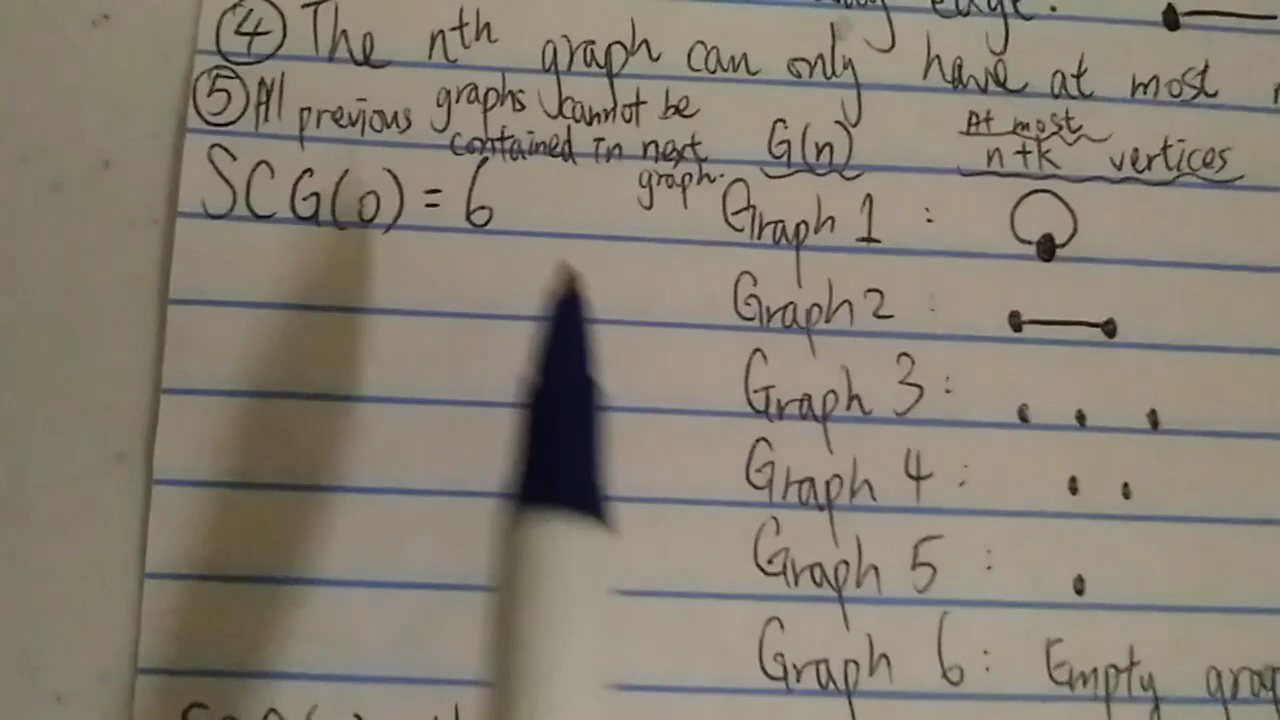 edge.
④ The nth graph can only have at most
⑤ All previous graphs cannot be
contained in next
graph.
SCG(0) = 6
G(n) At most
n+k vertices
Graph 1 :
Graph 2 :
Graph 3 :
Graph 4 :
Graph 5 :
Graph 6 : Empty